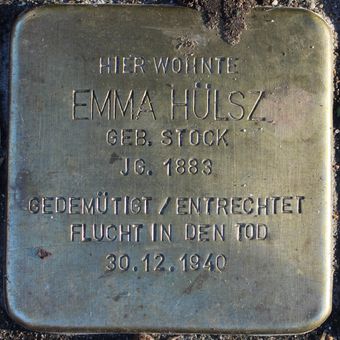 HIER WOHNTE
EMMA HÜLSZ
GEB. STOCK
JG. 1883
GEDEMÜTIGT / ENTRECHTET
FLUCHT IN DEN TOD
30.12.1940